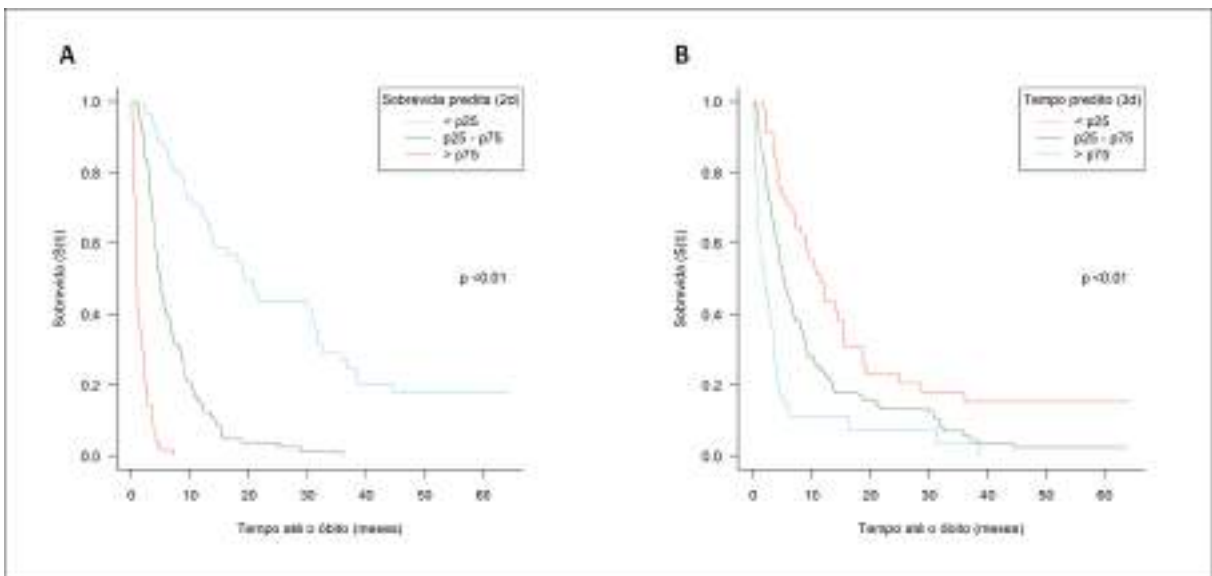 A
Sobrevida predita (2d)
< p25
p25 - p75
> p75
1.0
0.8
0.6
0.4
0.2
0.0
Sobrevida (S(t))
p <0.01
0 10 20 30 40 50 60
Tempo até o óbito (meses)
B
Tempo predito (3d)
< p25
p25 - p75
> p75
1.0
0.8
0.6
0.4
0.2
0.0
Sobrevida (S(t))
p <0.01
0 10 20 30 40 50 60
Tempo até o óbito (meses)